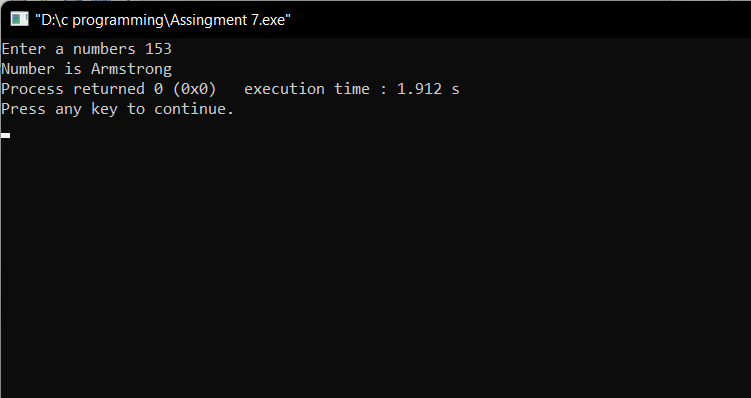 "D:\c programming\Assingment 7.exe"
Enter a numbers 153
Number is Armstrong
Process returned 0 (0x0)   execution time : 1.912 s
Press any key to continue.